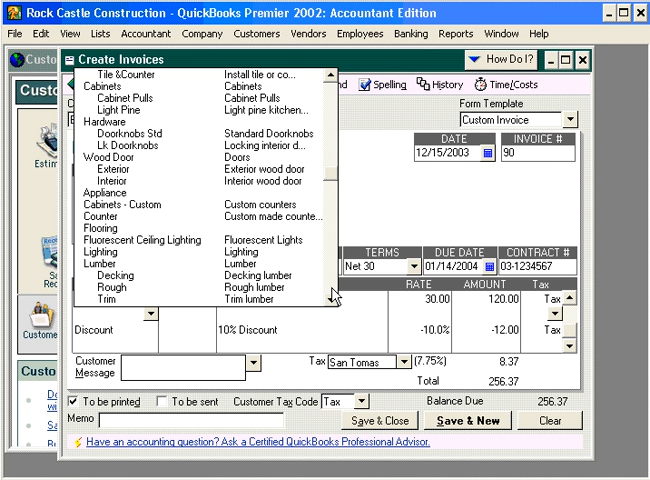 Rock Castle Construction - QuickBooks Premier 2002: Accountant Edition
File Edit View Lists Accountant Company Customers Vendors Employees Banking Reports Window Help
Create Invoices How Do I?
Spelling History Time/Costs
Form Template
Custom Invoice
Tile &Counter Install tile or co...
Cabinets Cabinets
Cabinet Pulls Cabinet Pulls
Light Pine Light pine kitchen...
Hardware
Doorknobs Std Standard Doorknobs
Lk Doorknobs Locking interior d...
Wood Door Doors
Exterior Exterior wood door
Interior Interior wood door
Appliance
Cabinets - Custom Custom counters
Counter Custom made counte...
Flooring
Fluorescent Ceiling Lighting Fluorescent Lights
Lighting Lighting
Lumber Lumber
Decking Decking lumber
Rough Rough lumber
Trim Trim lumber
DATE INVOICE #
12/15/2003 90
TERMS DUE DATE CONTRACT #
Net 30 01/14/2004 03-1234567
RATE AMOUNT Tax
30.00 120.00 Tax
Discount 10% Discount -10.0% -12.00 Tax
Customer Message Tax San Tomas (7.75%) 8.37
Total 256.37
To be printed To be sent Customer Tax Code Tax Balance Due 256.37
Memo Save & Close Save & New Clear
Have an accounting question? Ask a Certified QuickBooks Professional Advisor.